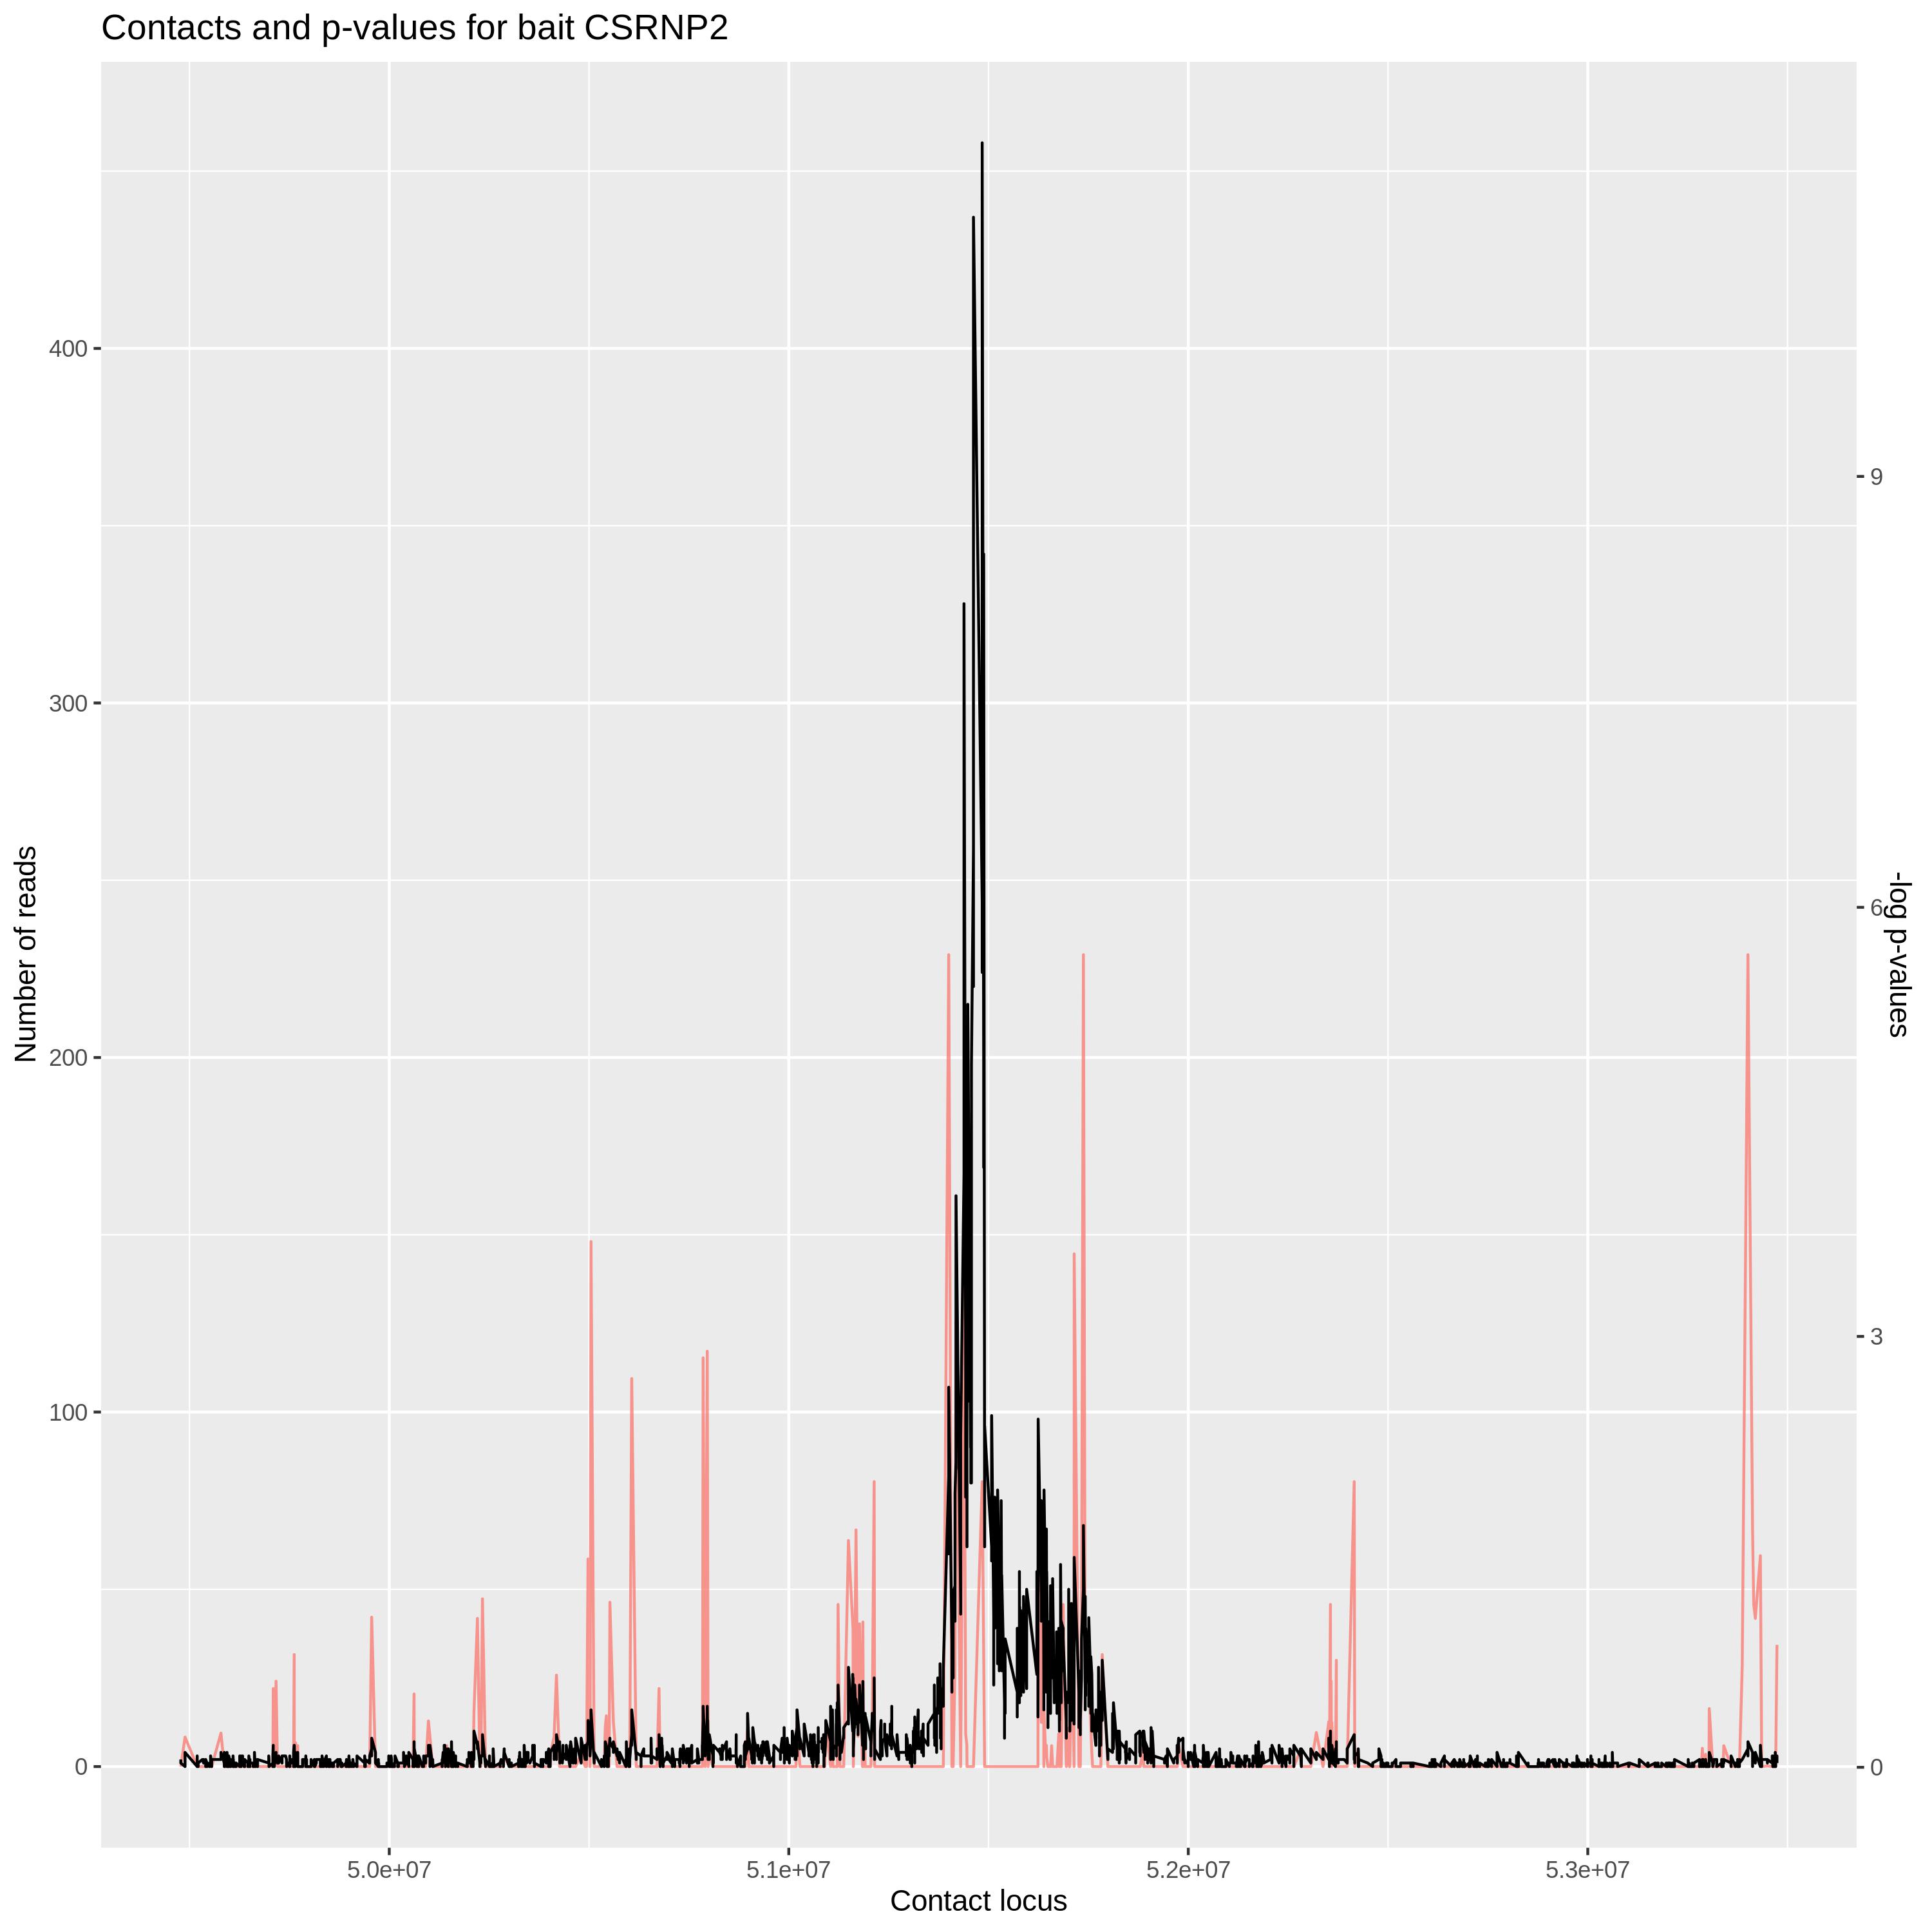 Contacts and p-values for bait CSRNP2
Number of reads
400
300
200
100
0
9
6
3
0
-log p-values
5.0e+07
5.1e+07
5.2e+07
5.3e+07
Contact locus